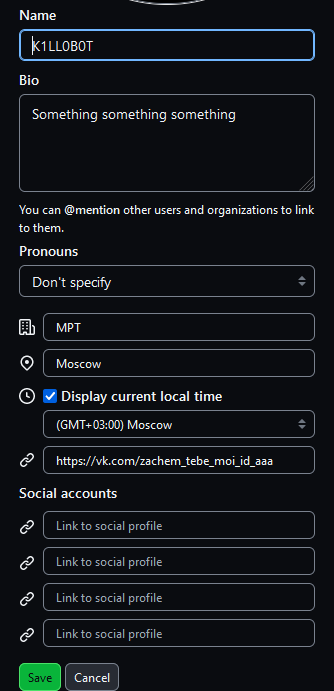 Name
K1LL0B0T
Bio
Something something something
You can @mention other users and organizations to link
to them.
Pronouns
Don't specify
MPT
Moscow
Display current local time
(GMT+03:00) Moscow
https://vk.com/zachem_tebe_moi_id_aaa
Social accounts
Link to social profile
Link to social profile
Link to social profile
Link to social profile
Save Cancel